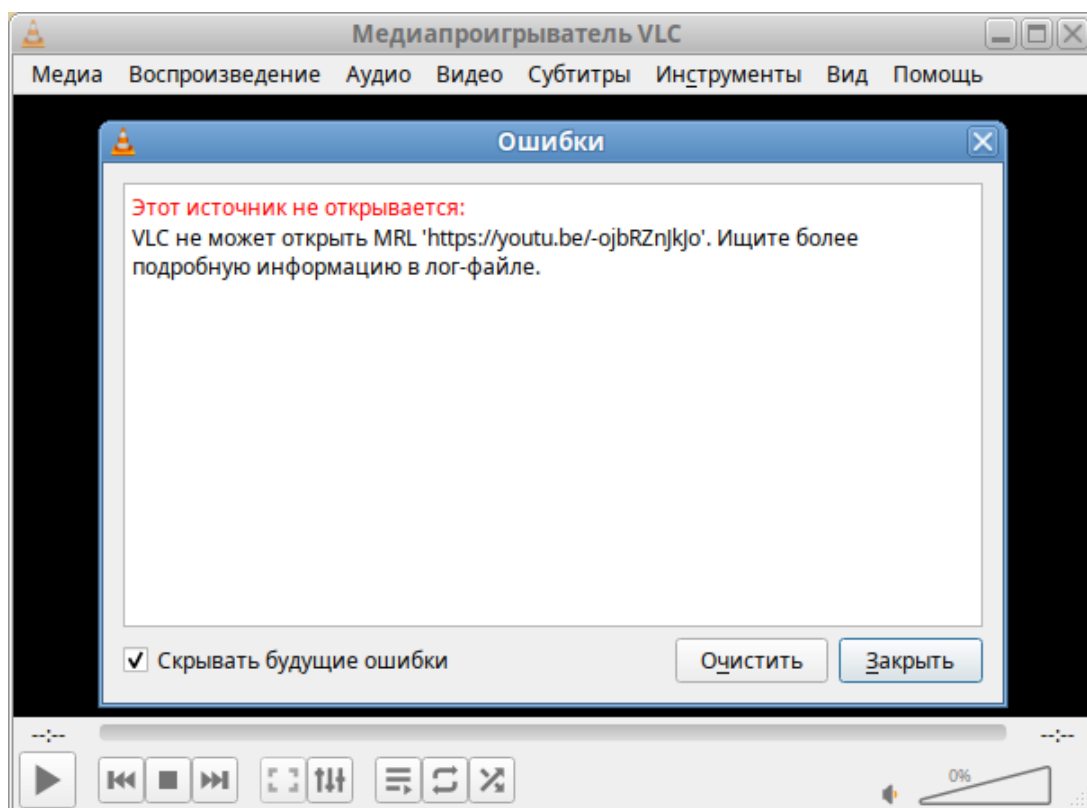 Медиапроигрыватель VLC
Медиа Воспроизведение Аудио Видео Субтитры Инструменты Вид Помощь
Ошибки
Этот источник не открывается:
VLC не может открыть MRL 'https://youtu.be/-ojbRZnJkJo'. Ищите более
подробную информацию в лог-файле.
Скрывать будущие ошибки
Очистить Закрыть
--:-- --:--
0%